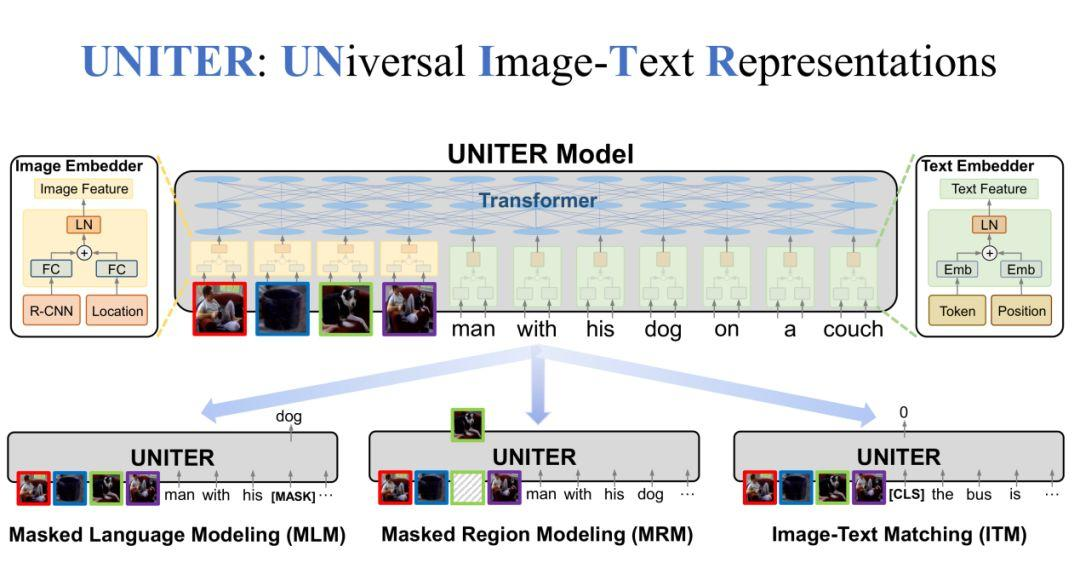 UNITER: UNiversal Image-Text Representations
UNITER Model
Image Embedder
Image Feature
LN
+
FC FC
R-CNN Location
Transformer
man with his dog on a couch
Text Embedder
Text Feature
LN
+
Emb Emb
Token Position
dog
UNITER
man with his [MASK] ...
Masked Language Modeling (MLM)
UNITER
man with his dog ...
Masked Region Modeling (MRM)
0
UNITER
[CLS] the bus is ...
Image-Text Matching (ITM)